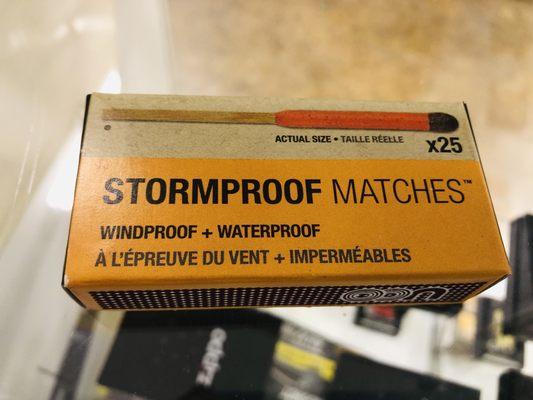 ACTUAL SIZE • TAILLE RÉELLE
x25
STORMPROOF MATCHES™
WINDPROOF + WATERPROOF
À L'ÉPREUVE DU VENT + IMPERMÉABLES